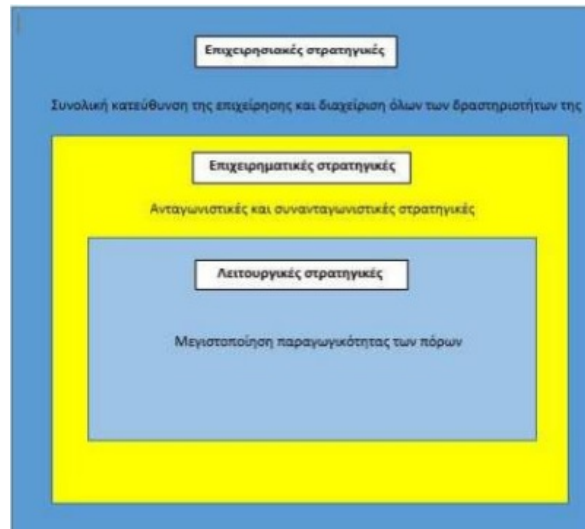 Επιχειρησιακές στρατηγικές
Συνολική κατεύθυνση της επιχείρησης και διαχείριση όλων των δραστηριοτήτων της
Επιχειρηματικές στρατηγικές
Ανταγωνιστικές και συνανταγωνιστικές στρατηγικές
Λειτουργικές στρατηγικές
Μεγιστοποίηση παραγωγικότητας των πόρων